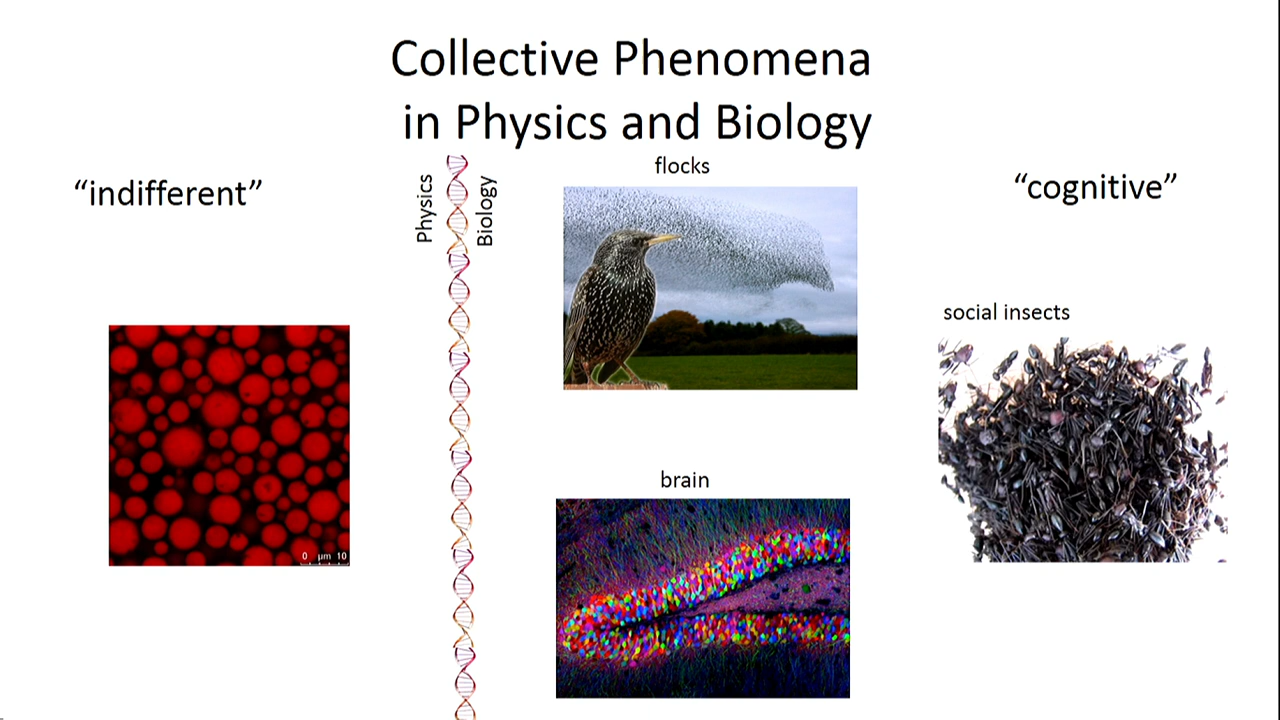 Collective Phenomena
in Physics and Biology
“indifferent”
Physics
Biology
flocks
“cognitive”
social insects
brain
0 μm 10